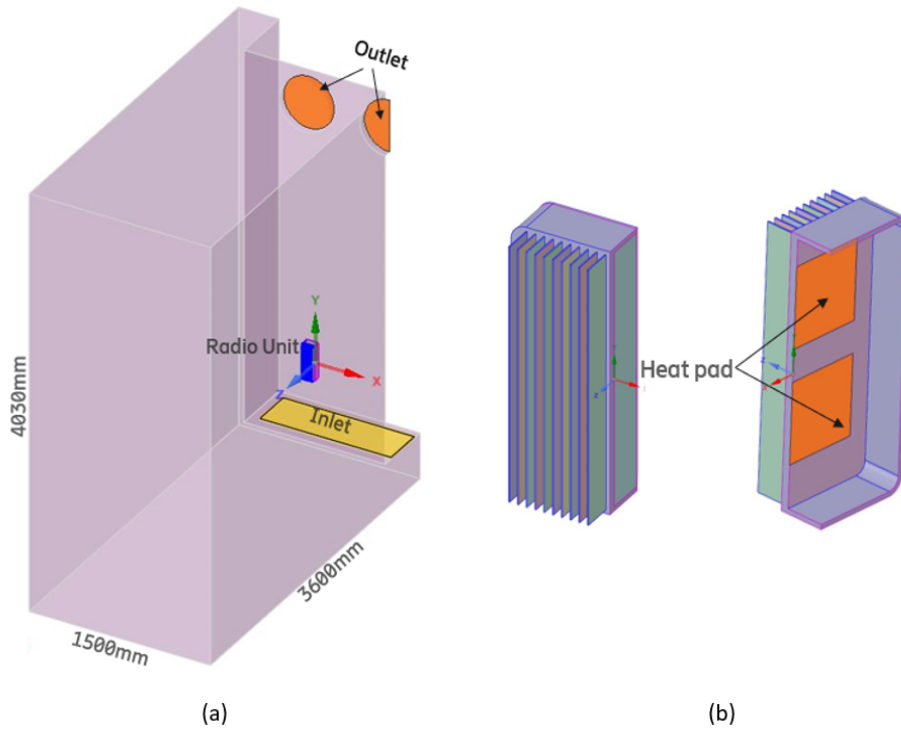 Outlet
Y
Radio Unit
X
Z
Inlet
4030mm
3600mm
1500mm
Heat pad
(a)
(b)